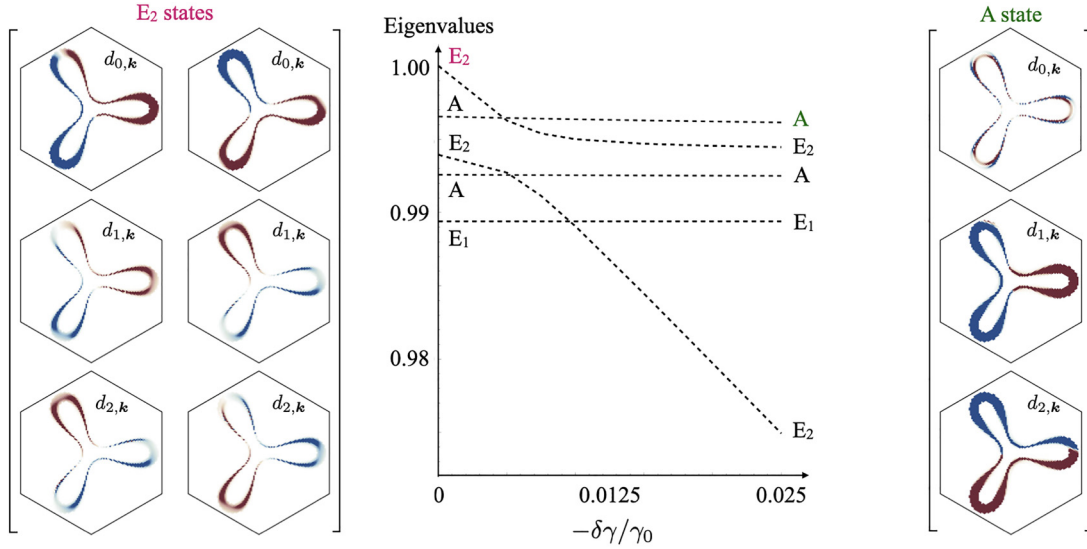 E₂ states
d₀,ₖ
d₀,ₖ
d₁,ₖ
d₁,ₖ
d₂,ₖ
d₂,ₖ
Eigenvalues
1.00
0.99
0.98
E₂
A
E₂
A
E₁
A
E₂
A
E₁
E₂
0
0.0125
0.025
−δγ/γ₀
A state
d₀,ₖ
d₁,ₖ
d₂,ₖ